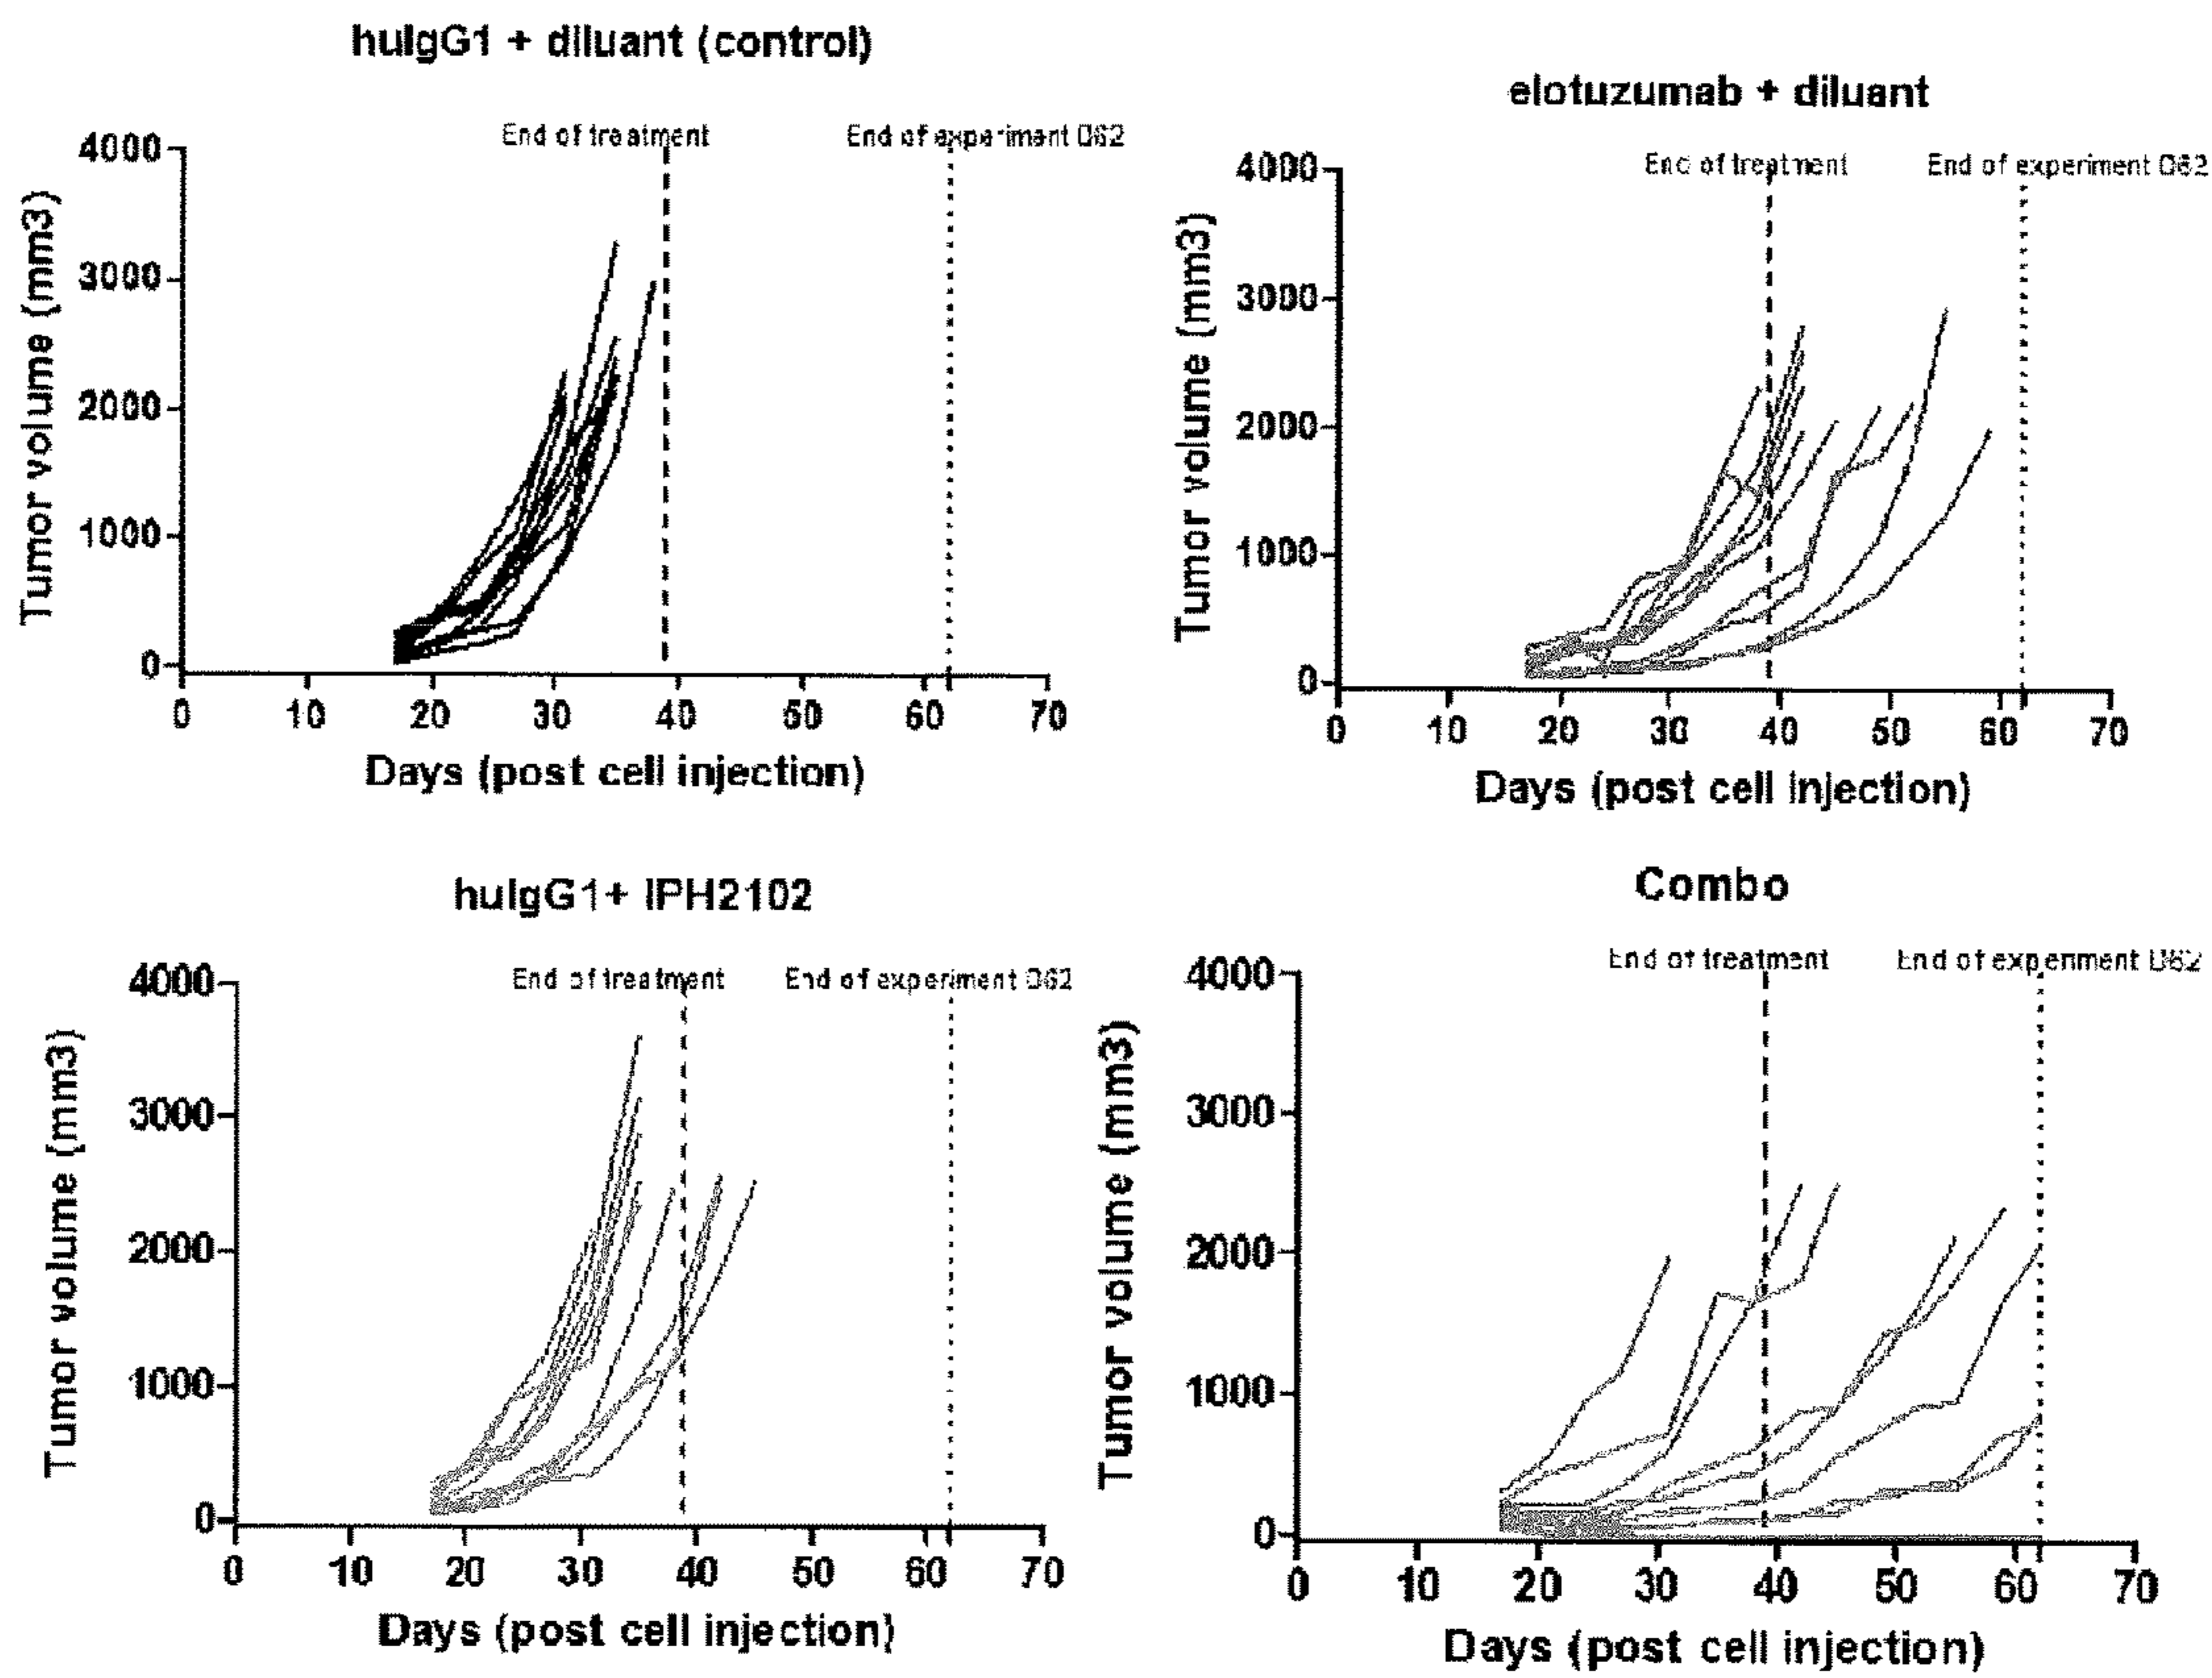 huIgG1 + diluant (control)
End of treatment
End of experiment D62
4000
3000
2000
1000
0
Tumor volume (mm3)
0 10 20 30 40 50 60 70
Days (post cell injection)
elotuzumab + diluant
End of treatment
End of experiment D62
4000
3000
2000
1000
0
Tumor volume (mm3)
0 10 20 30 40 50 60 70
Days (post cell injection)
huIgG1+ IPH2102
End of treatment
End of experiment D62
4000
3000
2000
1000
0
Tumor volume (mm3)
0 10 20 30 40 50 60 70
Days (post cell injection)
Combo
End of treatment
End of experiment D62
4000
3000
2000
1000
0
Tumor volume (mm3)
0 10 20 30 40 50 60 70
Days (post cell injection)